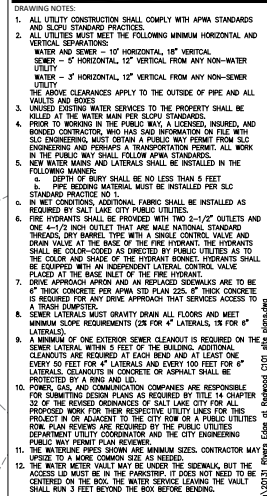 DRAWING NOTES:
1. ALL UTILITY CONSTRUCTION SHALL COMPLY WITH APWA STANDARDS
AND SLCPU STANDARD PRACTICES.
2. ALL UTILITIES MUST MEET THE FOLLOWING MINIMUM HORIZONTAL AND
VERTICAL SEPARATIONS:
WATER AND SEWER – 10' HORIZONTAL, 18" VERITCAL
SEWER – 5' HORIZONTAL, 12" VERTICAL FROM ANY NON-WATER
UTILITY
WATER – 3' HORIZONTAL, 12" VERTICAL FROM ANY NON-SEWER
UTILITY
THE ABOVE CLEARANCES APPLY TO THE OUTSIDE OF PIPE AND ALL
VAULTS AND BOXES
3. UNUSED EXISTING WATER SERVICES TO THE PROPERTY SHALL BE
KILLED AT THE WATER MAIN PER SLCPU STANDARDS.
4. PRIOR TO WORKING IN THE PUBLIC WAY, A LICENSED, INSURED, AND
BONDED CONTRACTOR, WHO HAS SAID INFORMATION ON FILE WITH
SLC ENGINEERING, MUST OBTAIN A PUBLIC WAY PERMIT FROM SLC
ENGINEERING AND PERHAPS A TRANSPORTATION PERMIT. ALL WORK
IN THE PUBLIC WAY SHALL FOLLOW APWA STANDARDS.
5. NEW WATER MAINS AND LATERALS SHALL BE INSTALLED IN THE
FOLLOWING MANNER:
a. DEPTH OF BURY SHALL BE NO LESS THAN 5 FEET
b. PIPE BEDDING MATERIAL MUST BE INSTALLED PER SLC
STANDARD PRACTICE NO 1.
c. IN WET CONDITIONS, ADDITIONAL FABRIC SHALL BE INSTALLED AS
REQUIRED BY SALT LAKE CITY PUBLIC UTILITIES.
6. FIRE HYDRANTS SHALL BE PROVIDED WITH TWO 2-1/2" OUTLETS AND
ONE 4-1/2 INCH OUTLET THAT ARE MALE NATIONAL STANDARD
THREADS, DRY BARREL TYPE WITH A SINGLE CONTROL VALVE AND
DRAIN VALVE AT THE BASE OF THE FIRE HYDRANT. THE HYDRANTS
SHALL BE COLOR-CODED AS DIRECTED BY PUBLIC UTILITIES AS TO
THE COLOR AND SHADE OF THE HYDRANT BONNET. HYDRANTS SHALL
BE EQUIPPED WITH AN INDEPENDENT LATERAL CONTROL VALVE
PLACED AT THE BASE INLET OF THE FIRE HYDRANT.
7. DRIVE APPROACH APRON AND AN REPLACED SIDEWALKS ARE TO BE
6" THICK CONCRETE PER APWA STD PLAN 225. 8" THICK CONCRETE
IS REQUIRED FOR ANY DRIVE APPROACH THAT SERVICES ACCESS TO
A TRASH DUMPSTER.
8. SEWER LATERALS MUST GRAVITY DRAIN ALL FLOORS AND MEET
MINIMUM SLOPE REQUIREMENTS (2% FOR 4" LATERALS, 1% FOR 6"
LATERALS).
9. A MINIMUM OF ONE EXTERIOR SEWER CLEANOUT IS REQUIRED ON THE
SEWER LATERAL WITHIN 5 FEET OF THE BUILDING. ADDITIONAL
CLEANOUTS ARE REQUIRED AT EACH BEND AND AT LEAST ONE
EVERY 50 FEET FOR 4" LATERALS AND EVERY 100 FEET FOR 6"
LATERALS. CLEANOUTS IN CONCRETE OR ASPHALT SHALL BE
PROTECTED BY A RING AND LID.
10. POWER, GAS, AND COMMUNICATION COMPANIES ARE RESPONSIBLE
FOR SUBMITTING DESIGN PLANS AS REQUIRED BY TITLE 14 CHAPTER
32 OF THE REVISED ORDINANCES OF SALT LAKE CITY FOR ALL
PROPOSED WORK FOR THEIR RESPECTIVE UTILITY LINES FOR THIS
PROJECT IN OR ADJACENT TO THE CITY ROW OR A PUBLIC UTILITIES
ROW. PLAN REVIEWS ARE REQUIRED BY THE PUBLIC UTILITIES
DEPARTMENT UTILITY COORDINATOR AND THE CITY ENGINEERING
PUBLIC WAY PERMIT PLAN REVIEWER.
11. THE WATERLINE PIPES SHOWN ARE MINIMUM SIZES. CONTRACTOR MAY
UPSIZE TO A MORE COMMON SIZE AS NEEDED.
12. THE WATER METER VAULT MAY BE UNDER THE SIDEWALK, BUT THE
ACCESS LID MUST BE IN THE PARKSTRIP. IT DOES NOT NEED TO BE
CENTERED ON THE BOX. THE WATER SERVICE LEAVING THE VAULT
SHALL RUN 3 FEET BEYOND THE BOX BEFORE BENDING.
Rivers Edge at Redwood C101 site plans.dwg